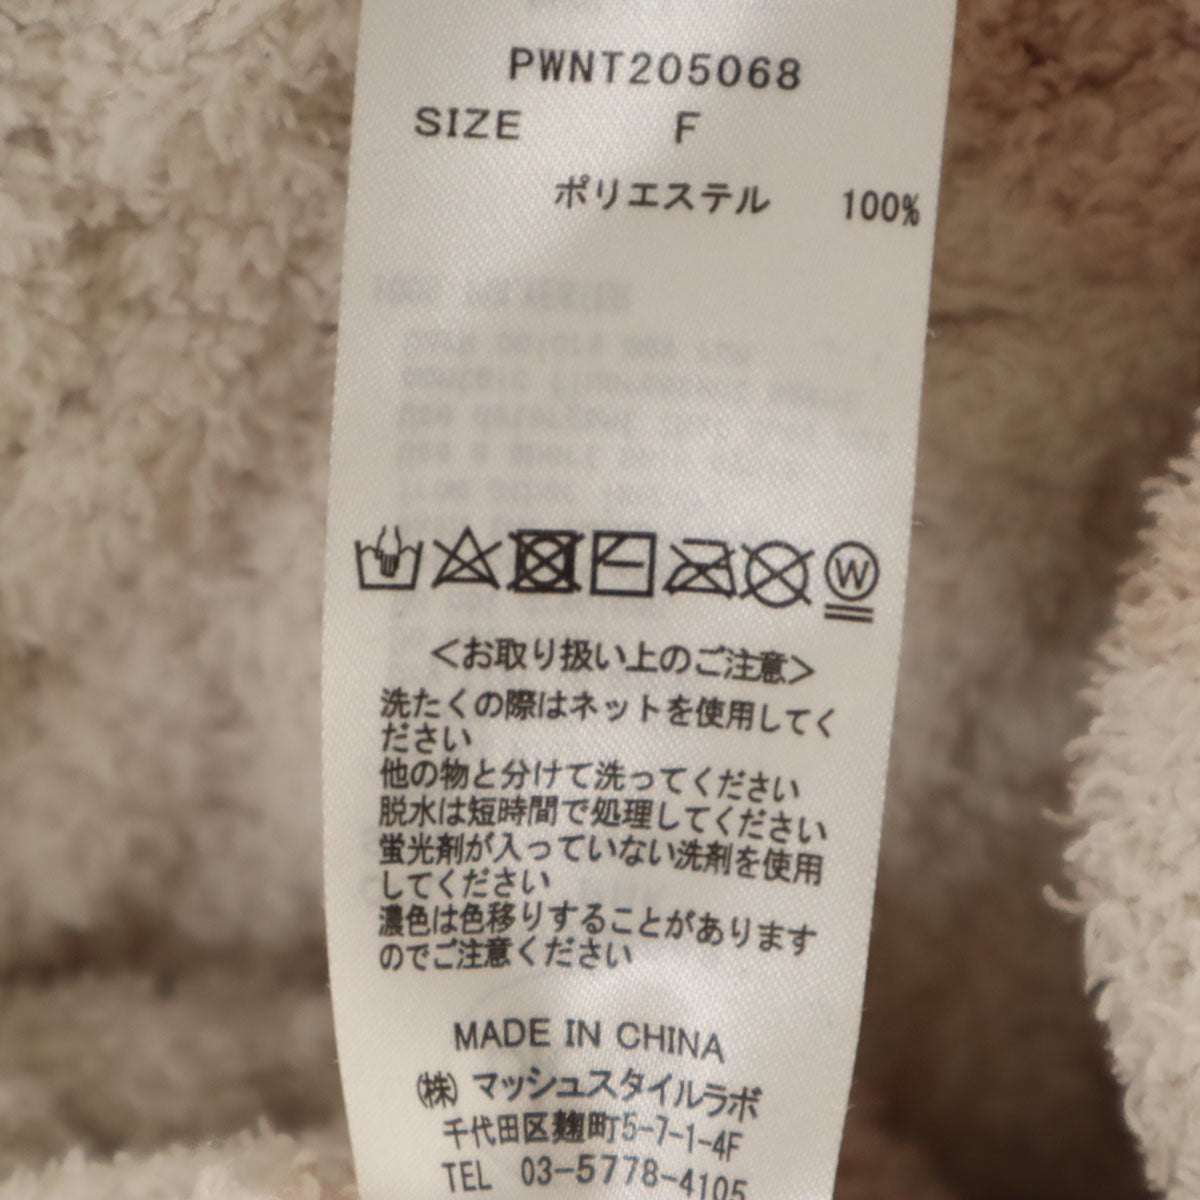 PWNT205068
SIZE F
ポリエステル 100%
W
＜お取り扱い上のご注意＞
洗たくの際はネットを使用してく
ださい
他の物と分けて洗ってください
脱水は短時間で処理してください
蛍光剤が入っていない洗剤を使用
してください
濃色は色移りすることがあります
のでご注意ください
MADE IN CHINA
(株) マッシュスタイルラボ
千代田区麹町5-7-1-4F
TEL 03-5778-4105